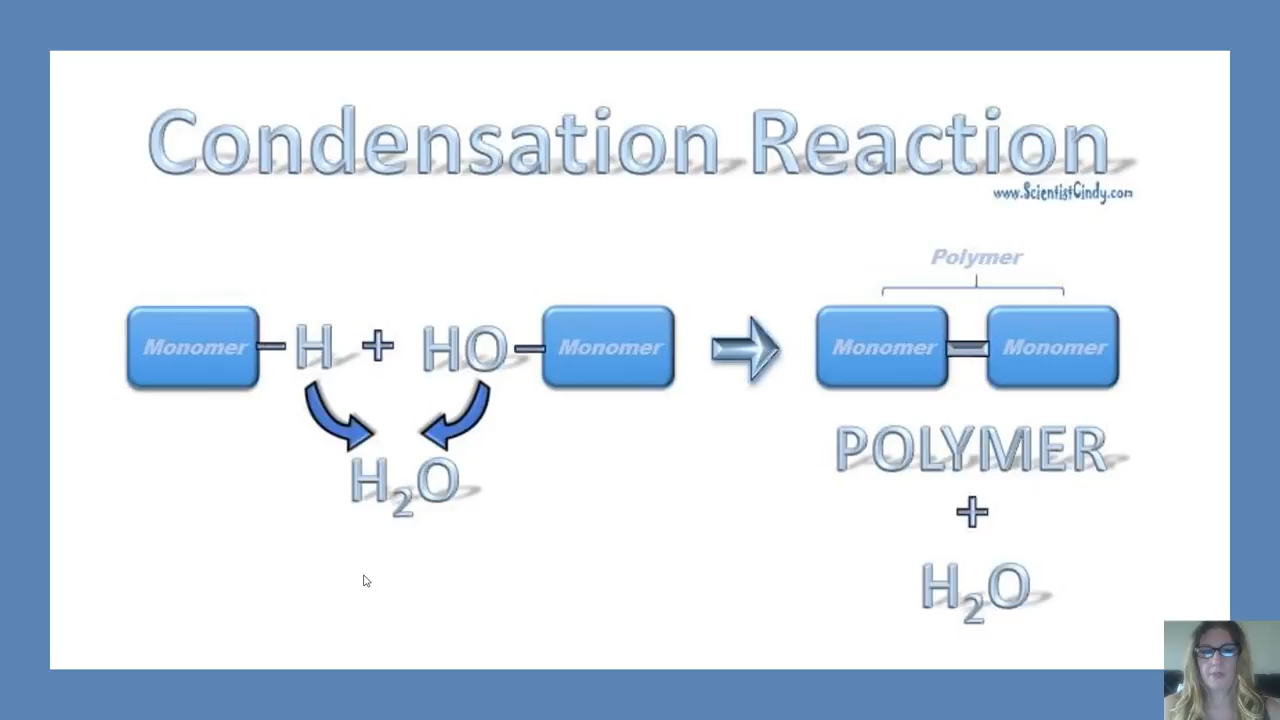 Condensation Reaction
www.ScientistCindy.com
Polymer
Monomer H + HO Monomer Monomer Monomer
H₂O
POLYMER
+
H₂O